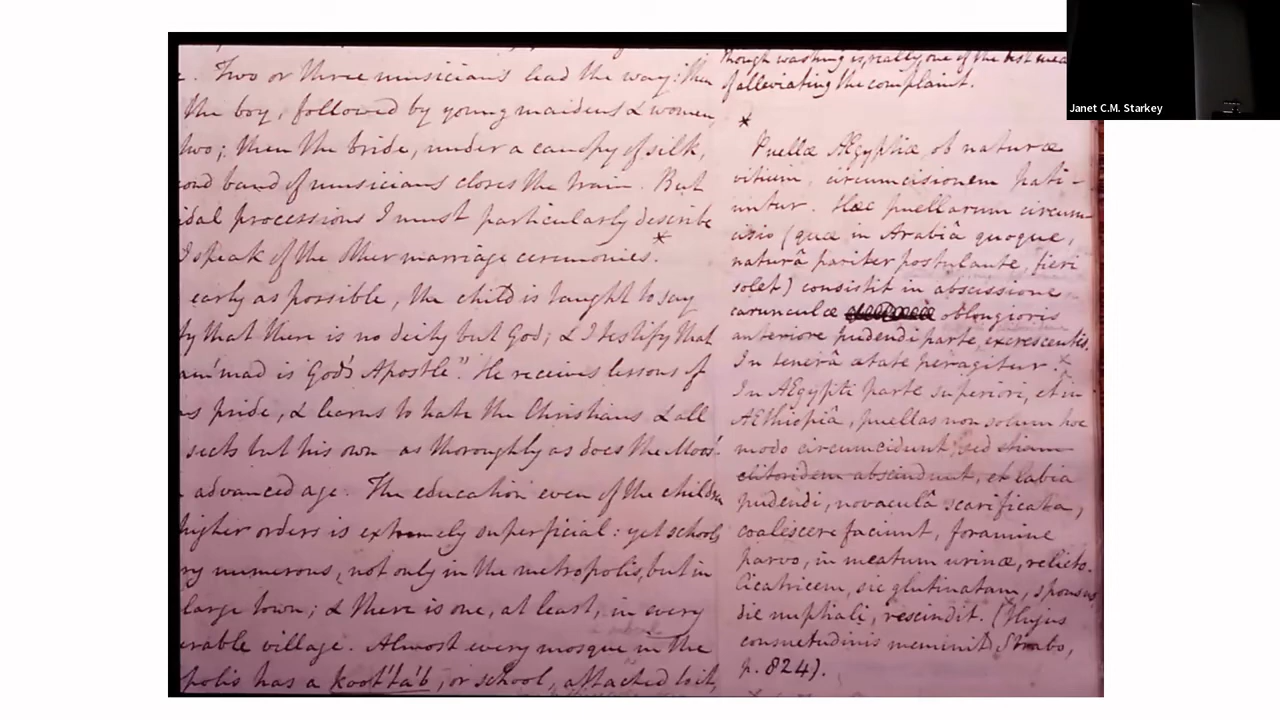 . Two or three musicians lead the way: then
the boy, followed by young maidens & women,
two; then the bride, under a canopy of silk,
ond band of musicians closes the train. But
idal processions I must particularly describe
I speak of the other marriage ceremonies.*
early as possible, the child is taught to say
fy that there is no deity but God; & I testify that
am'mad is God's Apostle". He receives lessons of
s pride, & learns to hate the Christians & all
sects but his own as thoroughly as does the Moos'-
advanced age. The education even of the children
higher orders is extremely superficial: yet schools
ry numerous, not only in the metropolis, but in
large town; & there is one, at least, in every
erable village. Almost every mosque in the
polis has a koot'ta'b, or school, attached to it,
though washing is really one of the best mea
of alleviating the complaint.
*
Puellæ Ægyptiæ ob naturæ
vitium, circumcisionem pati-
untur. Hæc puellarum circum-
cisio (quæ in Arabiâ quoque,
naturâ pariter postulante, fieri
solet) consistit in abscissione
carunculæ oblongioris
anteriore pudendi parte excrescentis.
In tenerâ ætate peragitur.
In Ægypti parte superiori, et in
Æthiopiâ, puellas non solum hoc
modo circumcidunt, sed etiam
clitoridem abscindunt, et labia
pudendi, novaculâ scarificata,
coalescere faciunt, foramine
parvo, in meatum urinæ, relicto.
Cicatricem, sic glutinatam, sponsus
die nuptiali, rescindit. (Hujus
consuetudinis meminit Strabo,
p. 824).
Janet C.M. Starkey